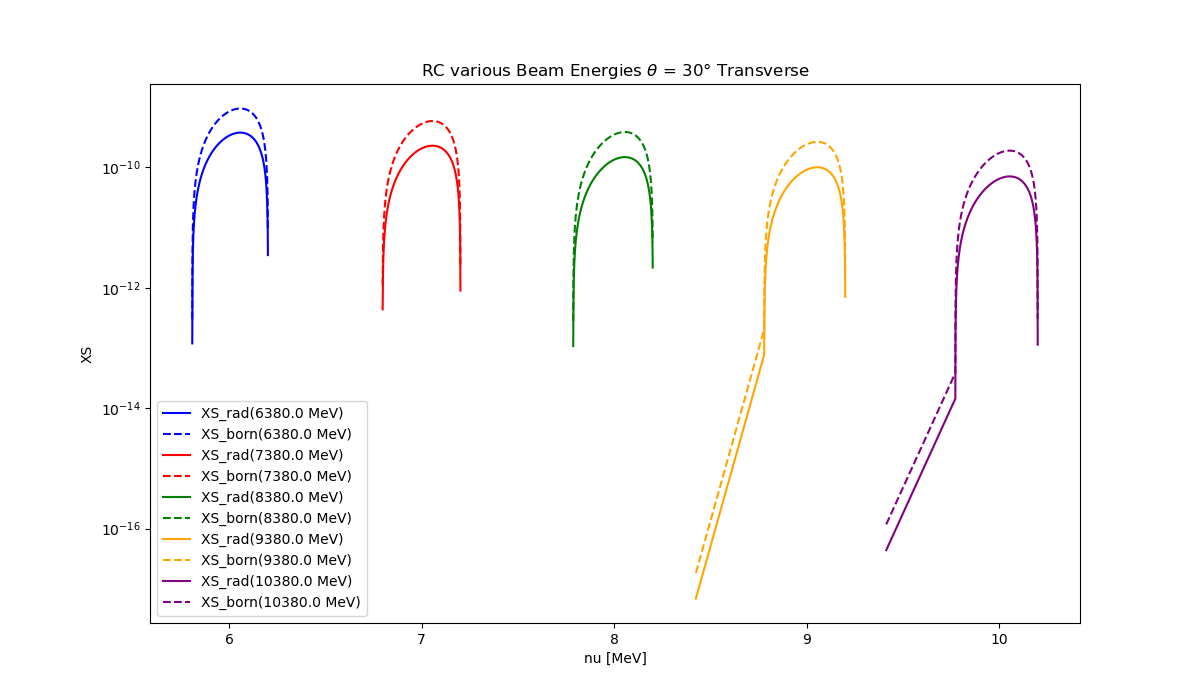 RC various Beam Energies θ = 30° Transverse
XS
10⁻¹⁰
10⁻¹²
10⁻¹⁴
10⁻¹⁶
XS_rad(6380.0 MeV)
XS_born(6380.0 MeV)
XS_rad(7380.0 MeV)
XS_born(7380.0 MeV)
XS_rad(8380.0 MeV)
XS_born(8380.0 MeV)
XS_rad(9380.0 MeV)
XS_born(9380.0 MeV)
XS_rad(10380.0 MeV)
XS_born(10380.0 MeV)
6 7 8 9 10
nu [MeV]